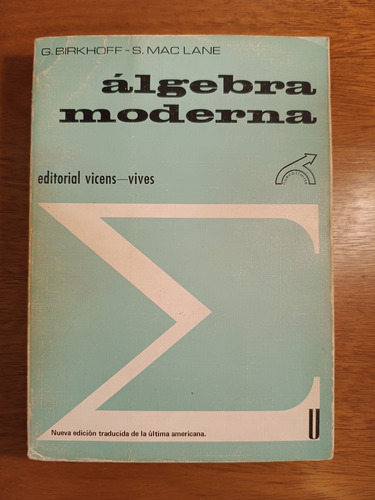 G. BIRKHOFF - S. MAC LANE
álgebra
moderna
editorial vicens—vives
Nueva edición traducida de la última americana.
U